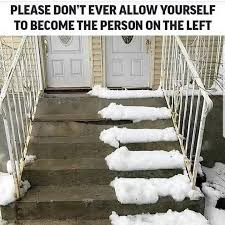 PLEASE DON'T EVER ALLOW YOURSELF
TO BECOME THE PERSON ON THE LEFT